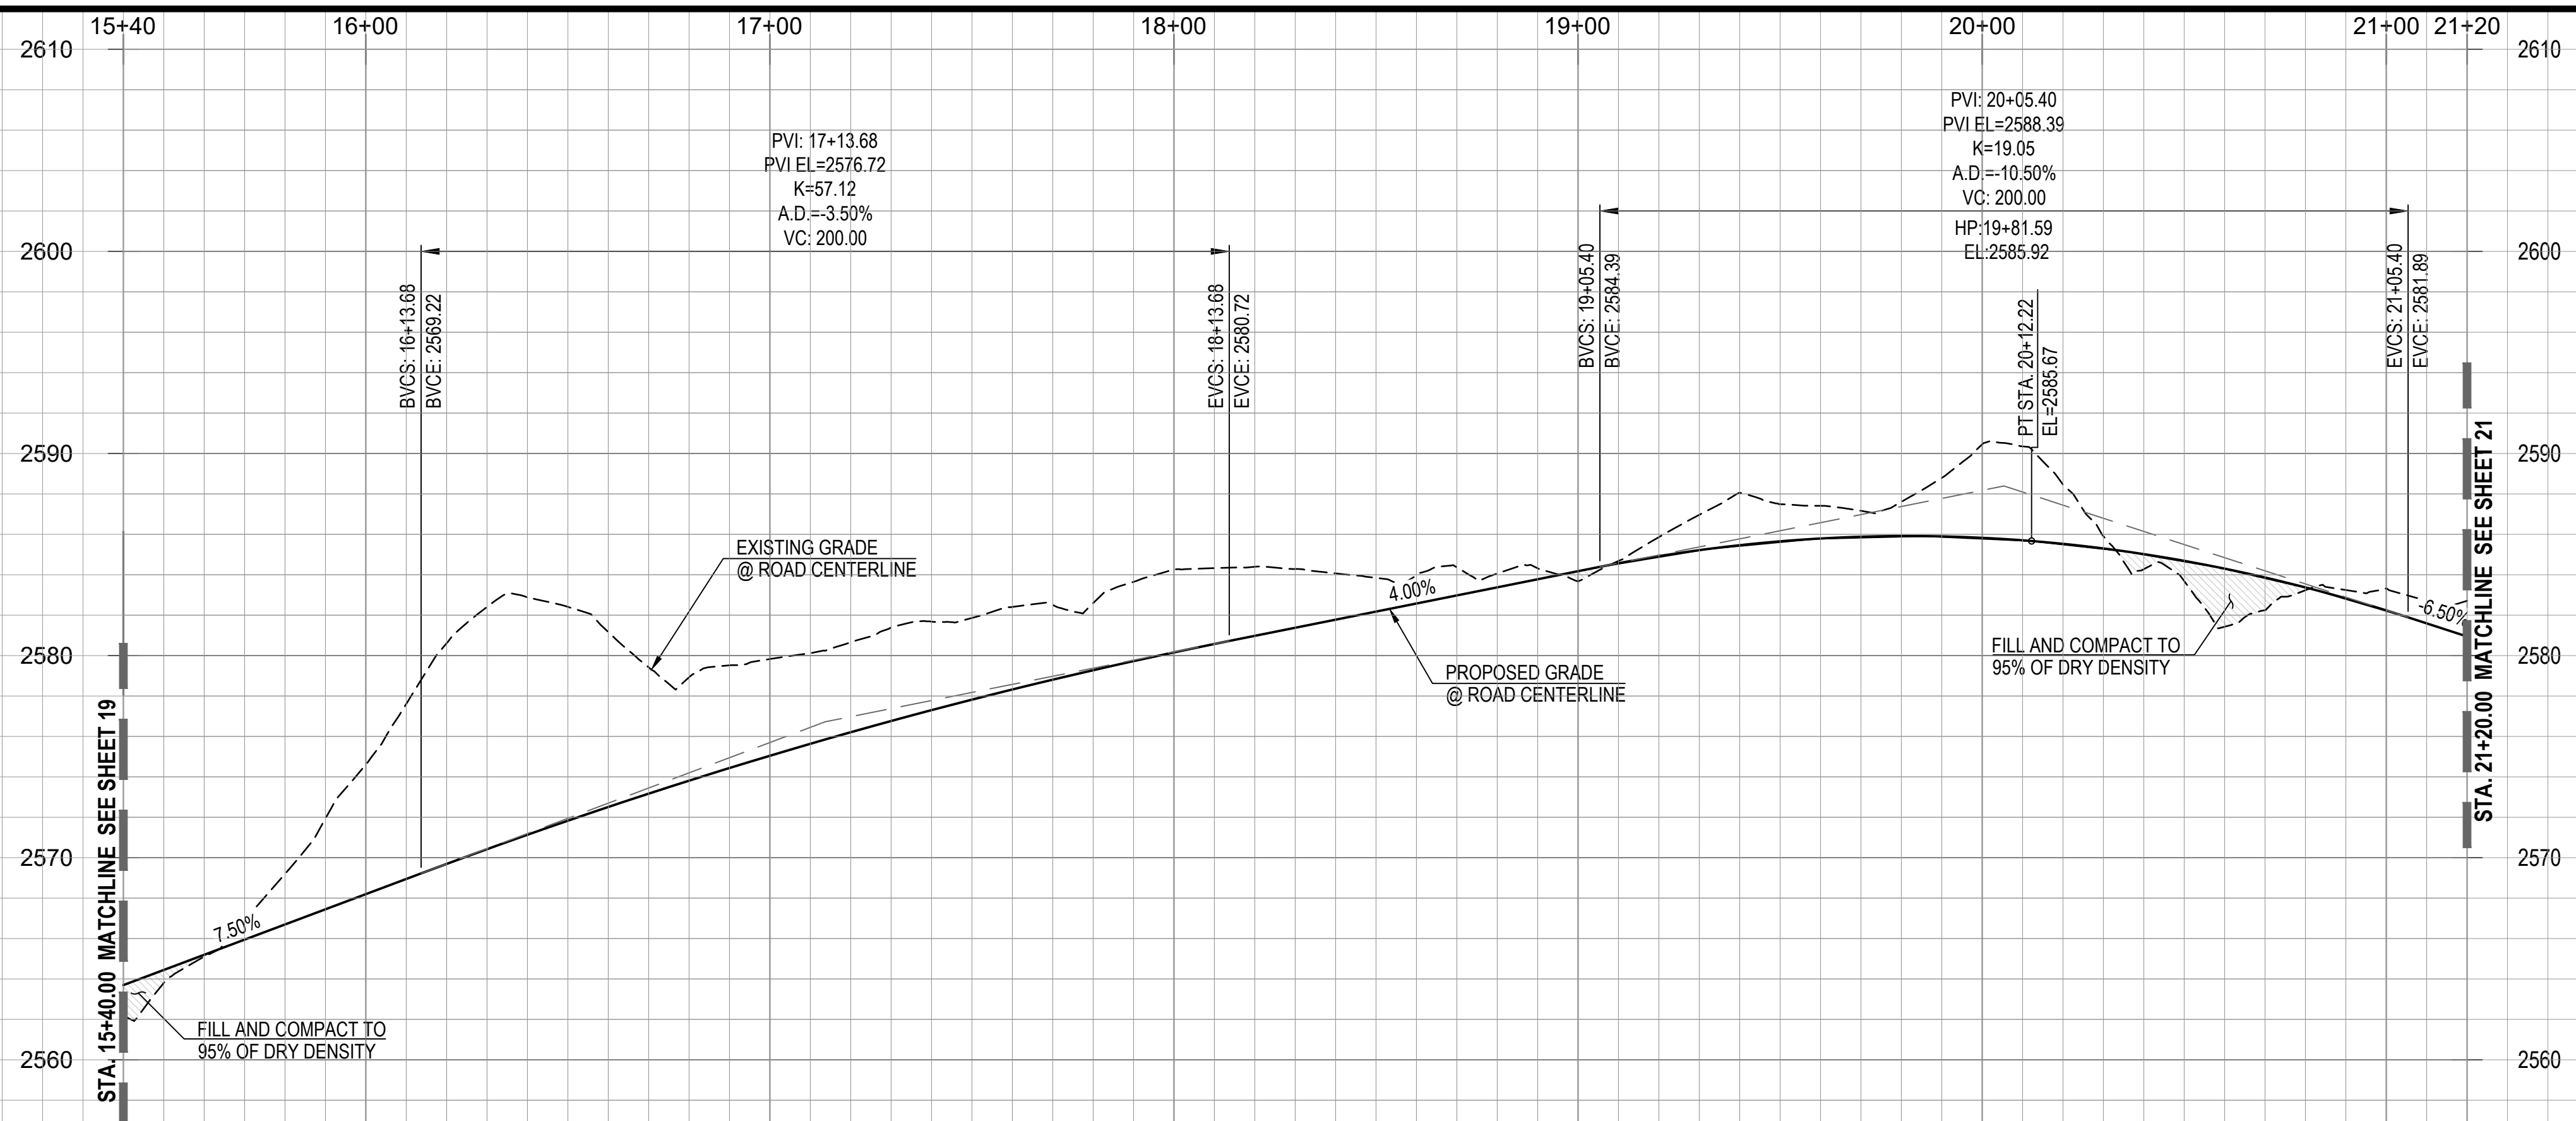 15+40 16+00 17+00 18+00 19+00 20+00 21+00 21+20
2610 2610
PVI: 17+13.68
PVI EL=2576.72
K=57.12
A.D.=-3.50%
VC: 200.00
PVI: 20+05.40
PVI EL=2588.39
K=19.05
A.D.=-10.50%
VC: 200.00
HP:19+81.59
EL:2585.92
2600 2600
BVCS: 16+13.68
BVCE: 2569.22
EVCS: 18+13.68
EVCE: 2580.72
BVCS: 19+05.40
BVCE: 2584.39
PT STA. 20+12.22
EL=2585.67
EVCS: 21+05.40
EVCE: 2581.89
2590 2590
EXISTING GRADE
@ ROAD CENTERLINE
4.00%
-6.50%
PROPOSED GRADE
@ ROAD CENTERLINE
FILL AND COMPACT TO
95% OF DRY DENSITY
2580 2580
STA. 21+20.00 MATCHLINE SEE SHEET 21
2570 2570
7.50%
STA. 15+40.00 MATCHLINE SEE SHEET 19
FILL AND COMPACT TO
95% OF DRY DENSITY
2560 2560